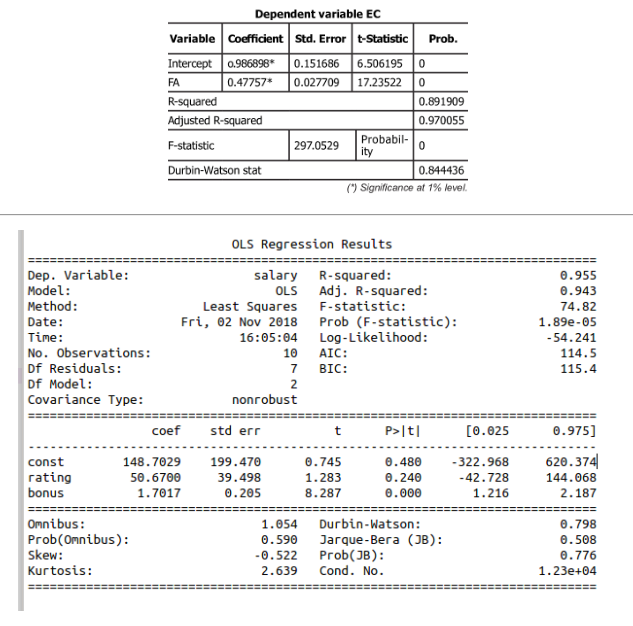 Dependent variable EC
Variable Coefficient Std. Error t-Statistic Prob.
Intercept o.986898* 0.151686 6.506195 0
FA 0.47757* 0.027709 17.23522 0
R-squared 0.891909
Adjusted R-squared 0.970055
F-statistic 297.0529 Probabil-
ity 0
Durbin-Watson stat 0.844436
(*) Significance at 1% level.
OLS Regression Results
==============================================================================
Dep. Variable: salary R-squared: 0.955
Model: OLS Adj. R-squared: 0.943
Method: Least Squares F-statistic: 74.82
Date: Fri, 02 Nov 2018 Prob (F-statistic): 1.89e-05
Time: 16:05:04 Log-Likelihood: -54.241
No. Observations: 10 AIC: 114.5
Df Residuals: 7 BIC: 115.4
Df Model: 2
Covariance Type: nonrobust
==============================================================================
coef std err t P>|t| [0.025 0.975]
------------------------------------------------------------------------------
const 148.7029 199.470 0.745 0.480 -322.968 620.374
rating 50.6700 39.498 1.283 0.240 -42.728 144.068
bonus 1.7017 0.205 8.287 0.000 1.216 2.187
==============================================================================
Omnibus: 1.054 Durbin-Watson: 0.798
Prob(Omnibus): 0.590 Jarque-Bera (JB): 0.508
Skew: -0.522 Prob(JB): 0.776
Kurtosis: 2.639 Cond. No. 1.23e+04
==============================================================================